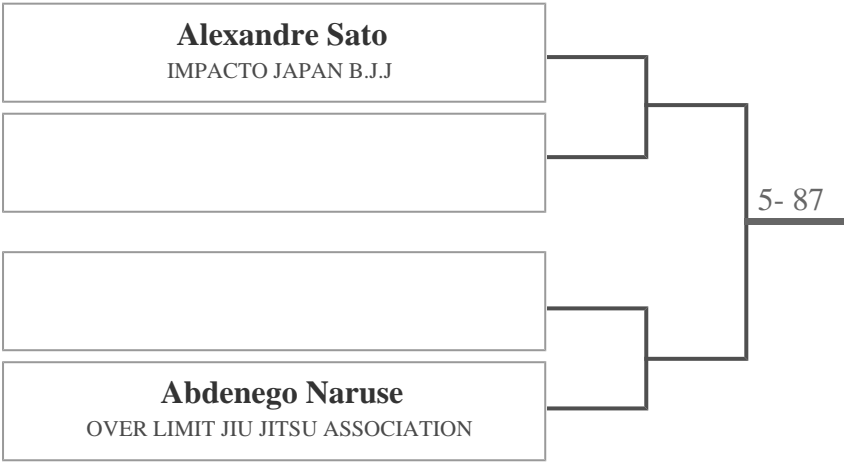 Alexandre Sato
IMPACTO JAPAN B.J.J
5- 87
Abdenego Naruse
OVER LIMIT JIU JITSU ASSOCIATION